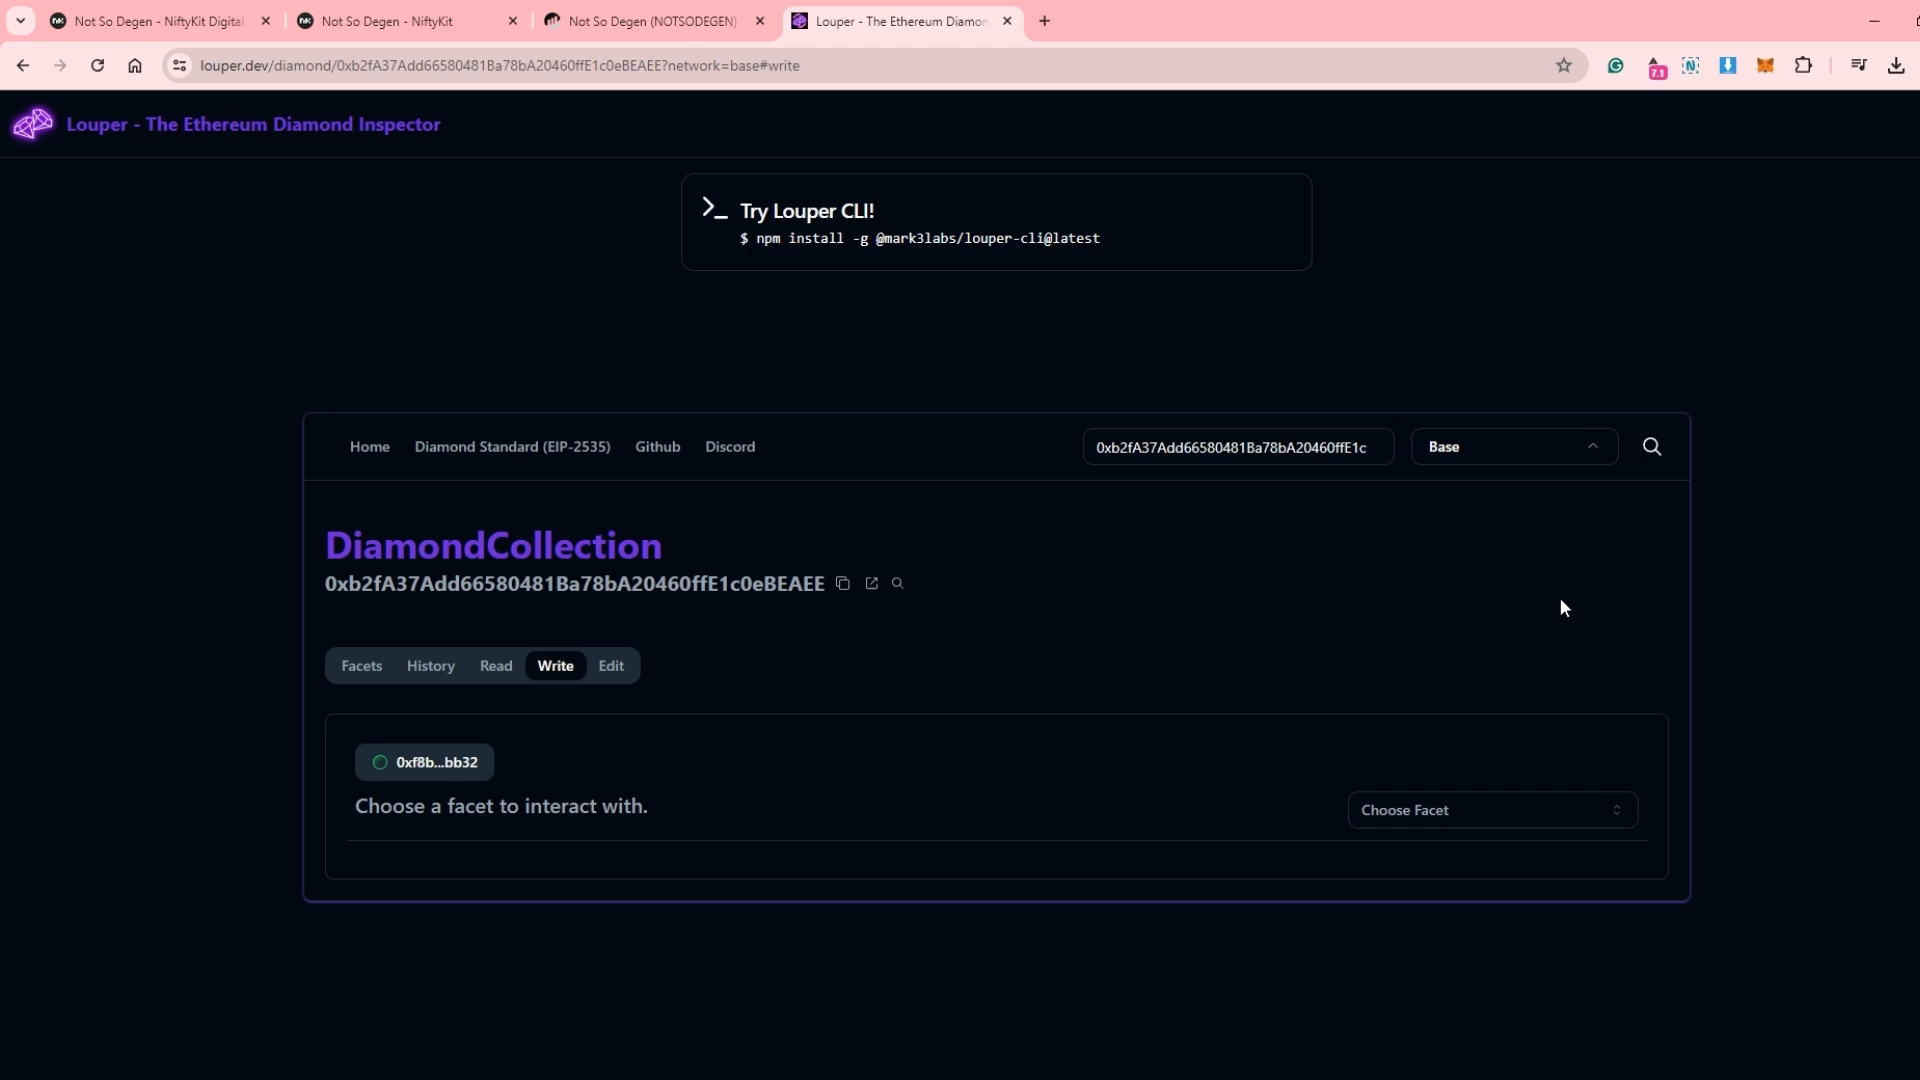 Not So Degen - NiftyKit Digital
Not So Degen - NiftyKit
Not So Degen (NOTSODEGEN)
Louper - The Ethereum Diamon
louper.dev/diamond/0xb2fA37Add66580481Ba78bA20460ffE1c0eBEAEE?network=base#write
7.1
Louper - The Ethereum Diamond Inspector
Try Louper CLI!
$ npm install -g @mark3labs/louper-cli@latest
Home
Diamond Standard (EIP-2535)
Github
Discord
0xb2fA37Add66580481Ba78bA20460ffE1c
Base
DiamondCollection
0xb2fA37Add66580481Ba78bA20460ffE1c0eBEAEE
Facets
History
Read
Write
Edit
0xf8b...bb32
Choose a facet to interact with.
Choose Facet